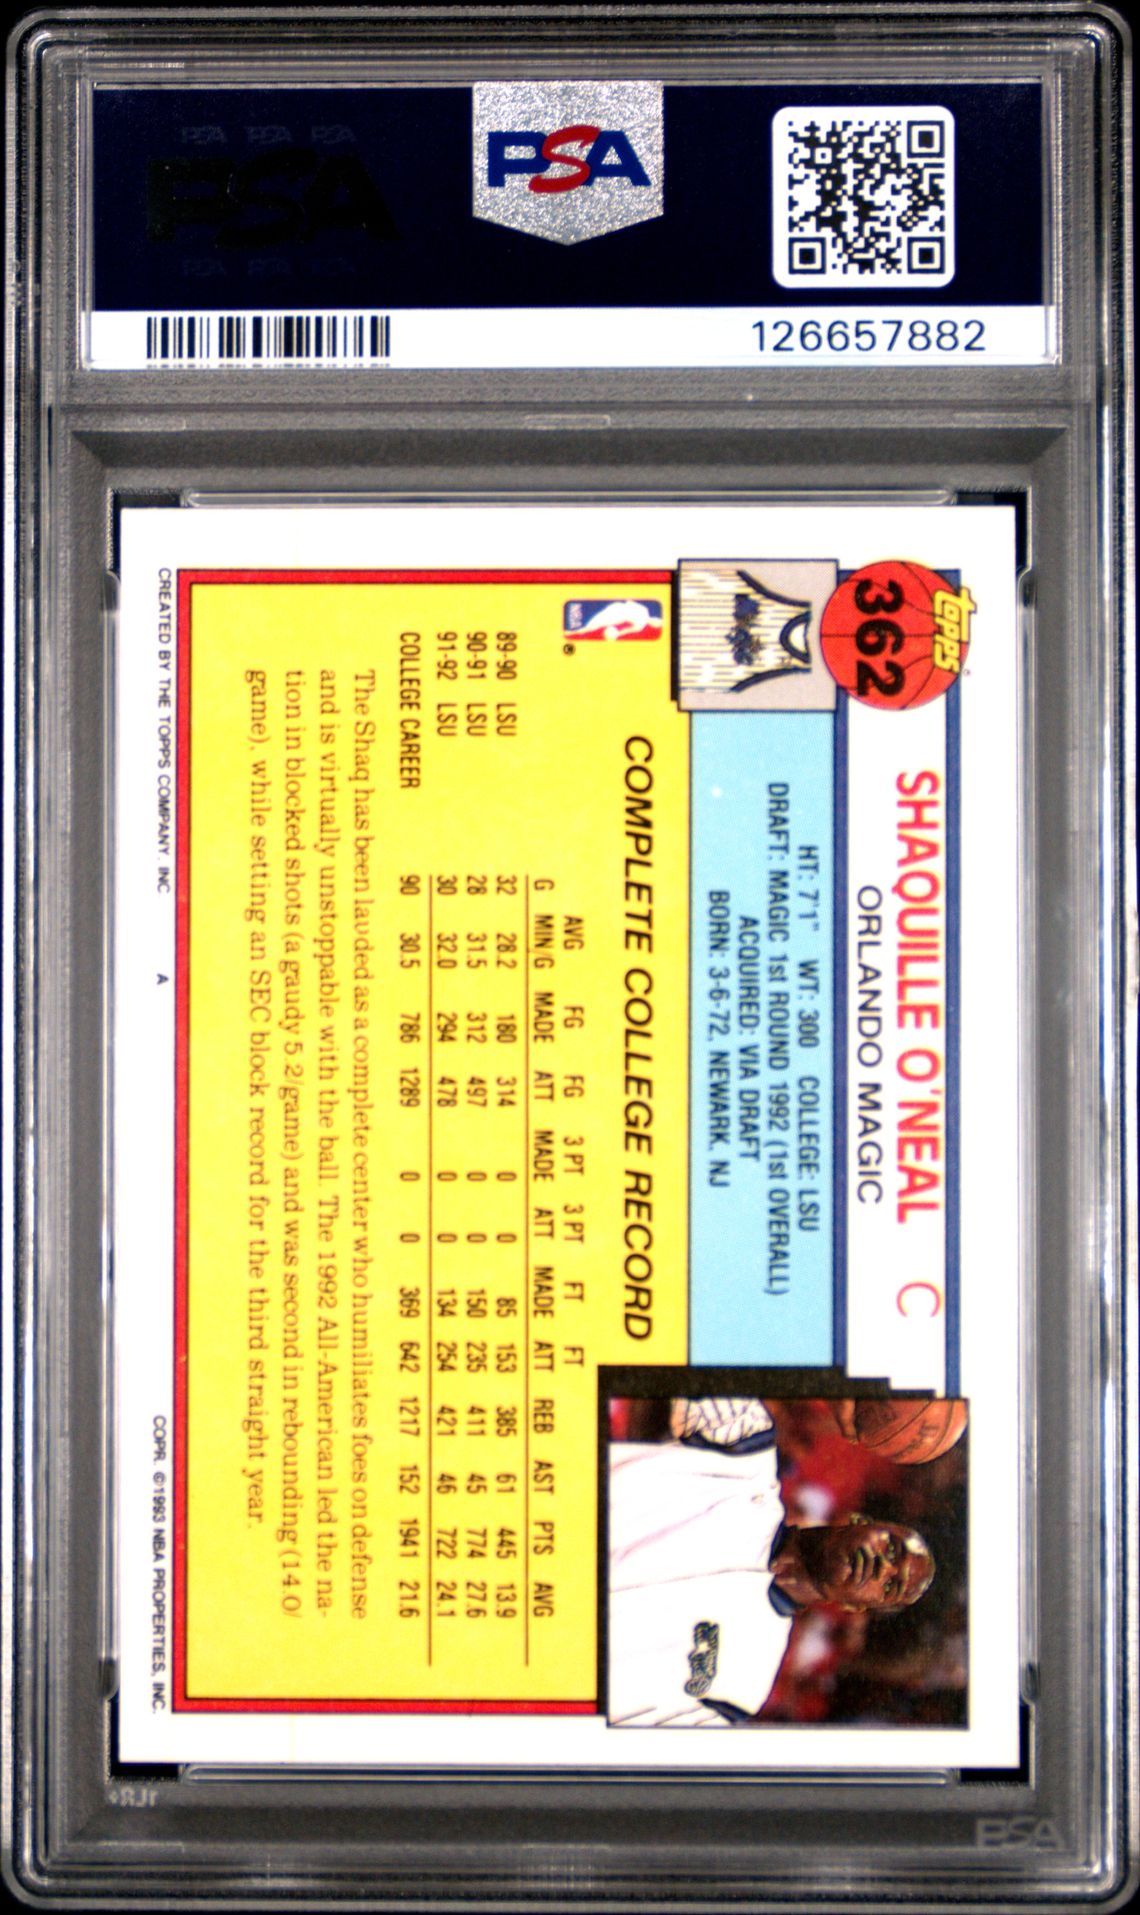 PSA PSA PSA
PSA
PSA PSA PSA
PSA
126657882
topps
362
SHAQUILLE O'NEAL C
ORLANDO MAGIC
HT: 7'1" WT: 300 COLLEGE: LSU
DRAFT: MAGIC 1st ROUND 1992 (1st OVERALL)
ACQUIRED: VIA DRAFT
BORN: 3-6-72, NEWARK, NJ
COMPLETE COLLEGE RECORD
NBA ®
AVG FG FG 3 PT 3 PT FT FT
G MIN/G MADE ATT MADE ATT MADE ATT REB AST PTS AVG
89-90 LSU 32 28.2 180 314 0 0 85 153 385 61 445 13.9
90-91 LSU 28 31.5 312 497 0 0 150 235 411 45 774 27.6
91-92 LSU 30 32.0 294 478 0 0 134 254 421 46 722 24.1
COLLEGE CAREER 90 30.5 786 1289 0 0 369 642 1217 152 1941 21.6
The Shaq has been lauded as a complete center who humiliates foes on defense
and is virtually unstoppable with the ball. The 1992 All-American led the na-
tion in blocked shots (a gaudy 5.2/game) and was second in rebounding (14.0/
game), while setting an SEC block record for the third straight year.
CREATED BY THE TOPPS COMPANY, INC. A COPR. ©1993 NBA PROPERTIES, INC.
PSA